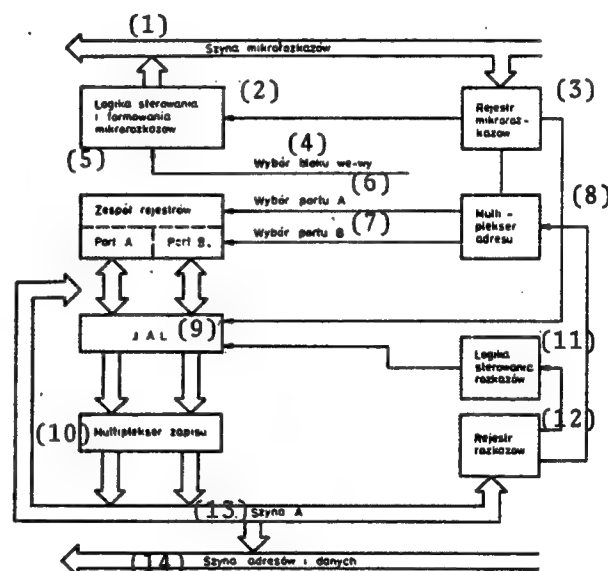 (1)
Szyna mikrorozkazów
Logika sterowania
i formowania
mikrorozkazów
(2)
Rejestr
mikroroz-
kazów
(3)
(4)
(5)
Wybór bloku we-wy
(6)
Zespół rejestrów
Port A
Port B.
Wybór portu A
(7)
Wybór portu B
Multi -
plekser
adresu
(8)
JAL
(9)
Logika
sterowania
rozkazów
(11)
(10)
Multiplekser zapisu
Rejestr
rozkazów
(12)
(13)
Szyna A
(14)
Szyna adresów i danych